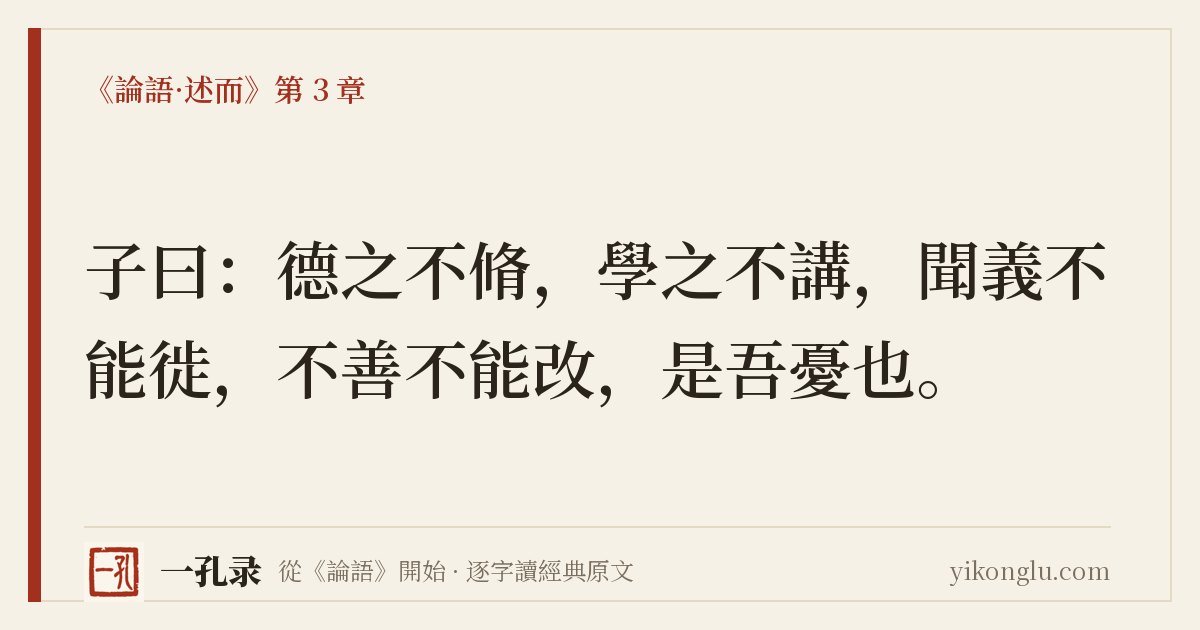 《論語·述而》第 3 章
子曰：德之不脩，學之不講，聞義不
能徙，不善不能改，是吾憂也。
一孔
一孔录
從《論語》開始 · 逐字讀經典原文
yikonglu.com